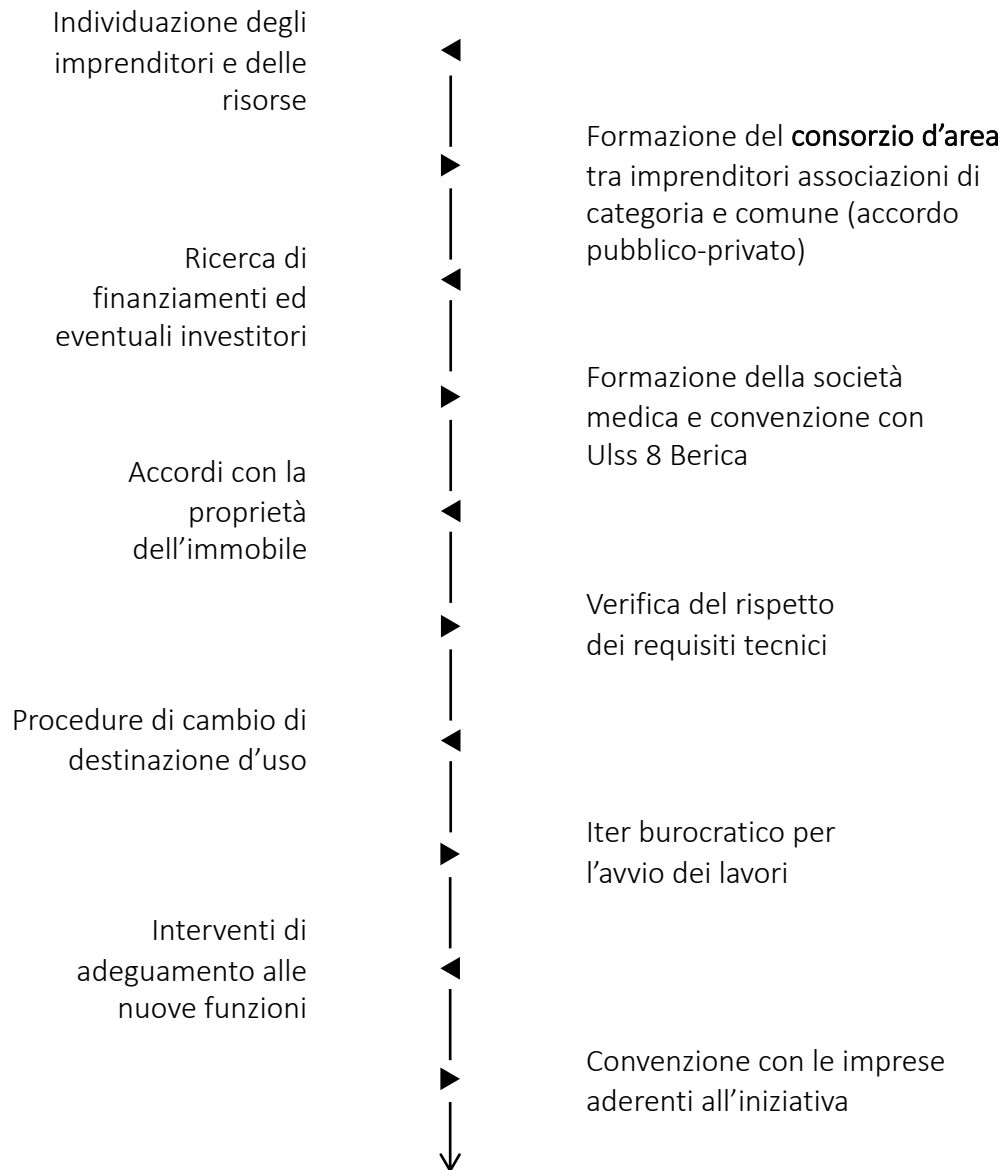 Individuazione degli
imprenditori e delle
risorse
Formazione del consorzio d’area
tra imprenditori associazioni di
categoria e comune (accordo
pubblico-privato)
Ricerca di
finanziamenti ed
eventuali investitori
Formazione della società
medica e convenzione con
Ulss 8 Berica
Accordi con la
proprietà
dell’immobile
Verifica del rispetto
dei requisiti tecnici
Procedure di cambio di
destinazione d’uso
Iter burocratico per
l’avvio dei lavori
Interventi di
adeguamento alle
nuove funzioni
Convenzione con le imprese
aderenti all’iniziativa